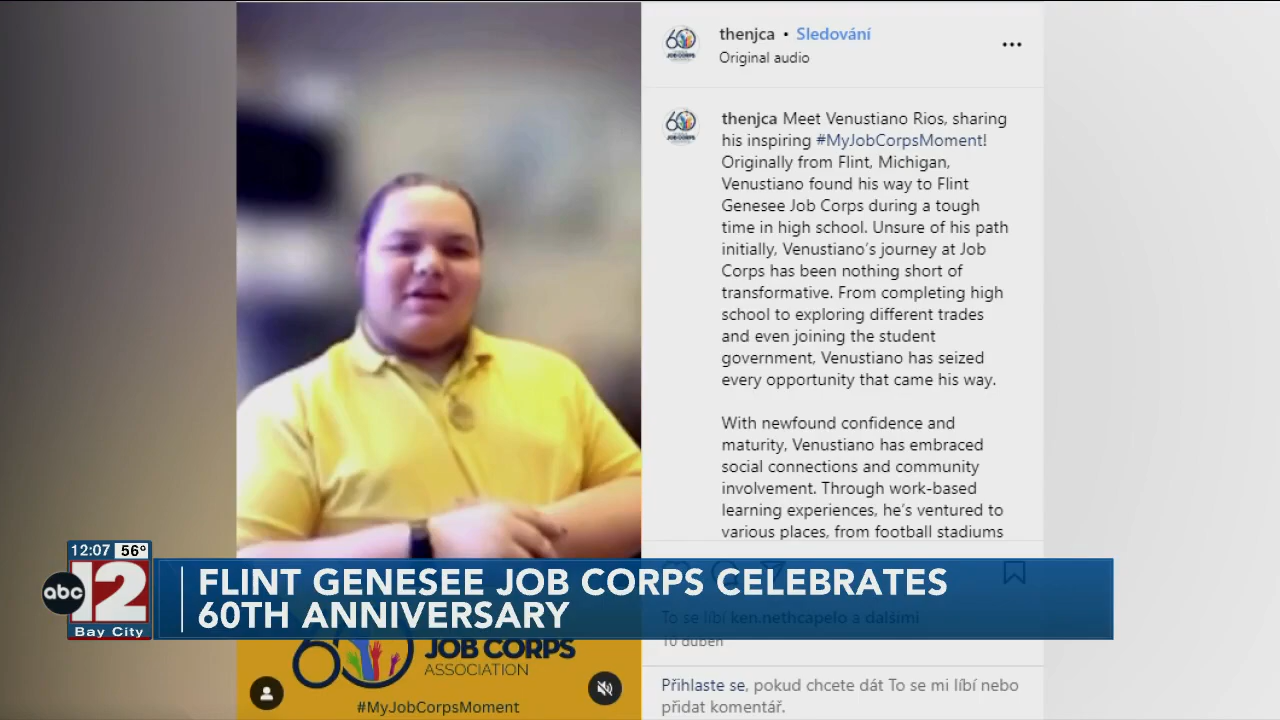 thenjca • Sledování
Original audio
thenjca Meet Venustiano Rios, sharing
his inspiring #MyJobCorpsMoment!
Originally from Flint, Michigan,
Venustiano found his way to Flint
Genesee Job Corps during a tough
time in high school. Unsure of his path
initially, Venustiano's journey at Job
Corps has been nothing short of
transformative. From completing high
school to exploring different trades
and even joining the student
government, Venustiano has seized
every opportunity that came his way.
With newfound confidence and
maturity, Venustiano has embraced
social connections and community
involvement. Through work-based
learning experiences, he's ventured to
various places, from football stadiums
12:07 56°
abc 12
Bay City
FLINT GENESEE JOB CORPS CELEBRATES
60TH ANNIVERSARY
To se líbí ken.nethcapelo a dalšími
10 duben
60 JOB CORPS
ASSOCIATION
#MyJobCorpsMoment
Přihlaste se, pokud chcete dát To se mi líbí nebo
přidat komentář.